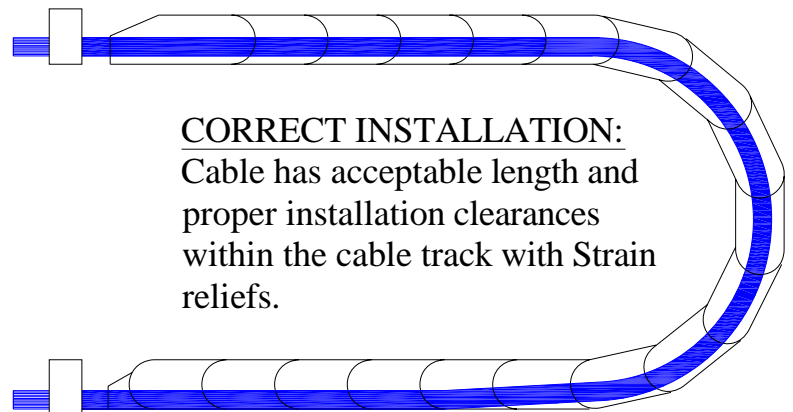 CORRECT INSTALLATION:
Cable has acceptable length and
proper installation clearances
within the cable track with Strain
reliefs.